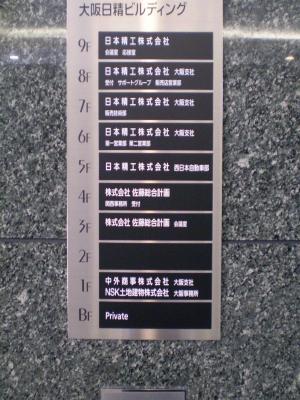 大阪日精ビルディング
9F 日本精工株式会社
会議室 応接室
8F 日本精工株式会社 大阪支社
受付 サポートグループ 販売店営業部
7F 日本精工株式会社 大阪支社
販売技術部
6F 日本精工株式会社 大阪支社
第一営業部 第二営業部
5F 日本精工株式会社 西日本自動車部
4F 株式会社 佐藤総合計画
関西事務所 受付
3F 株式会社 佐藤総合計画 会議室
2F
1F 中外商事株式会社 大阪支社
NSK土地建物株式会社 大阪事務所
BF Private